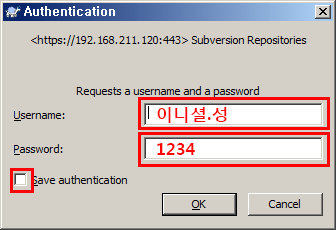 Authentication
<https://192.168.211.120:443> Subversion Repositories
Requests a username and a password
Username:
이니셜.성
Password:
1234
Save authentication
OK
Cancel